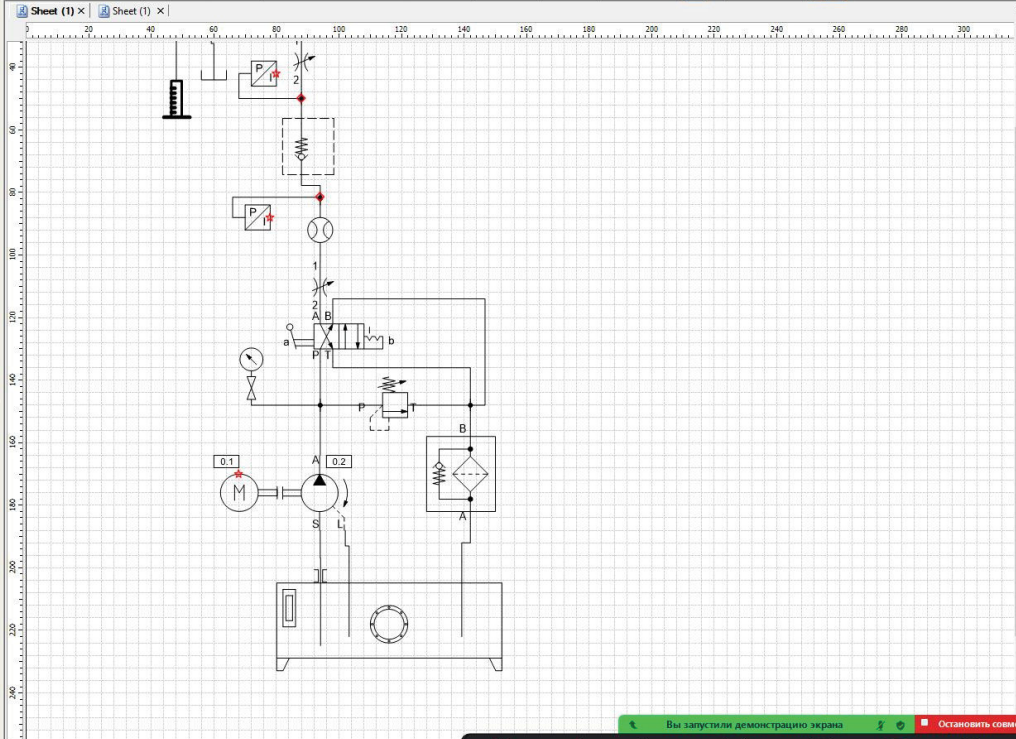 Sheet (1) × Sheet (1) ×
0 20 40 60 80 100 120 140 160 180 200 220 240 260 280 300
40
60
80
100
120
140
160
180
200
220
240
P
I
2
P
I
1
2
A B
a
b
P T
P
T
B
0.1
A
0.2
M
S
L
A
Вы запустили демонстрацию экрана
Остановить совм